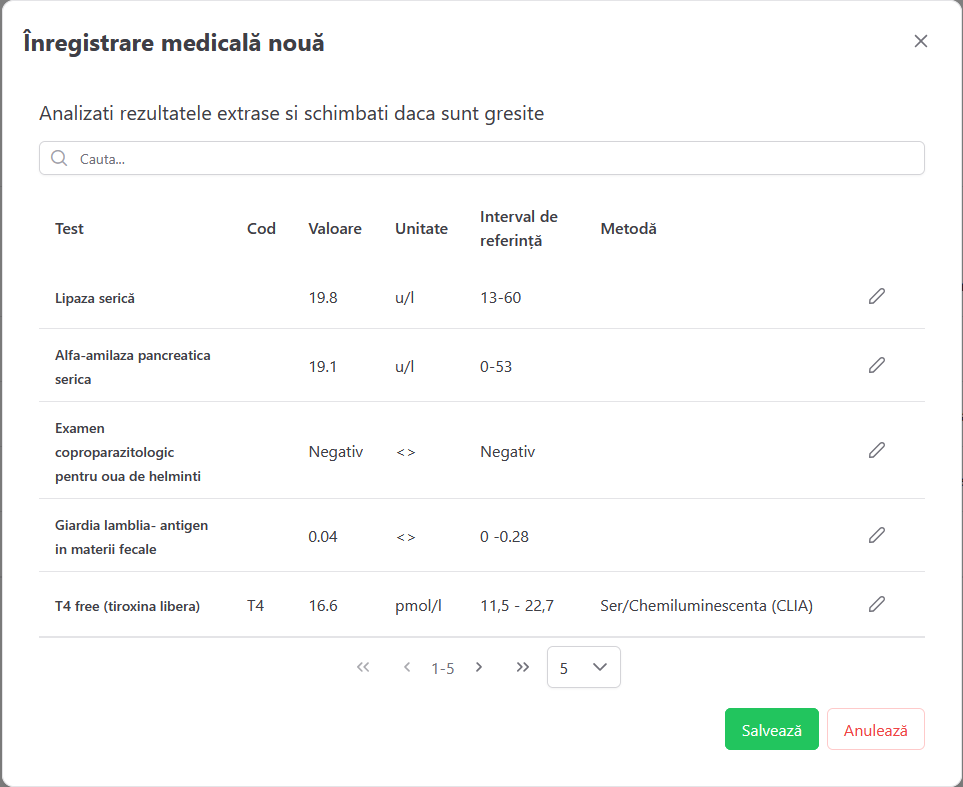 Înregistrare medicală nouă
Analizati rezultatele extrase si schimbati daca sunt gresite
Cauta...
Test Cod Valoare Unitate Interval de referință Metodă
Lipaza serică 19.8 u/l 13-60
Alfa-amilaza pancreatica serica 19.1 u/l 0-53
Examen coproparazitologic pentru oua de helminti Negativ <> Negativ
Giardia lamblia- antigen in materii fecale 0.04 <> 0 -0.28
T4 free (tiroxina libera) T4 16.6 pmol/l 11,5 - 22,7 Ser/Chemiluminescenta (CLIA)
1-5 5
Salvează Anulează